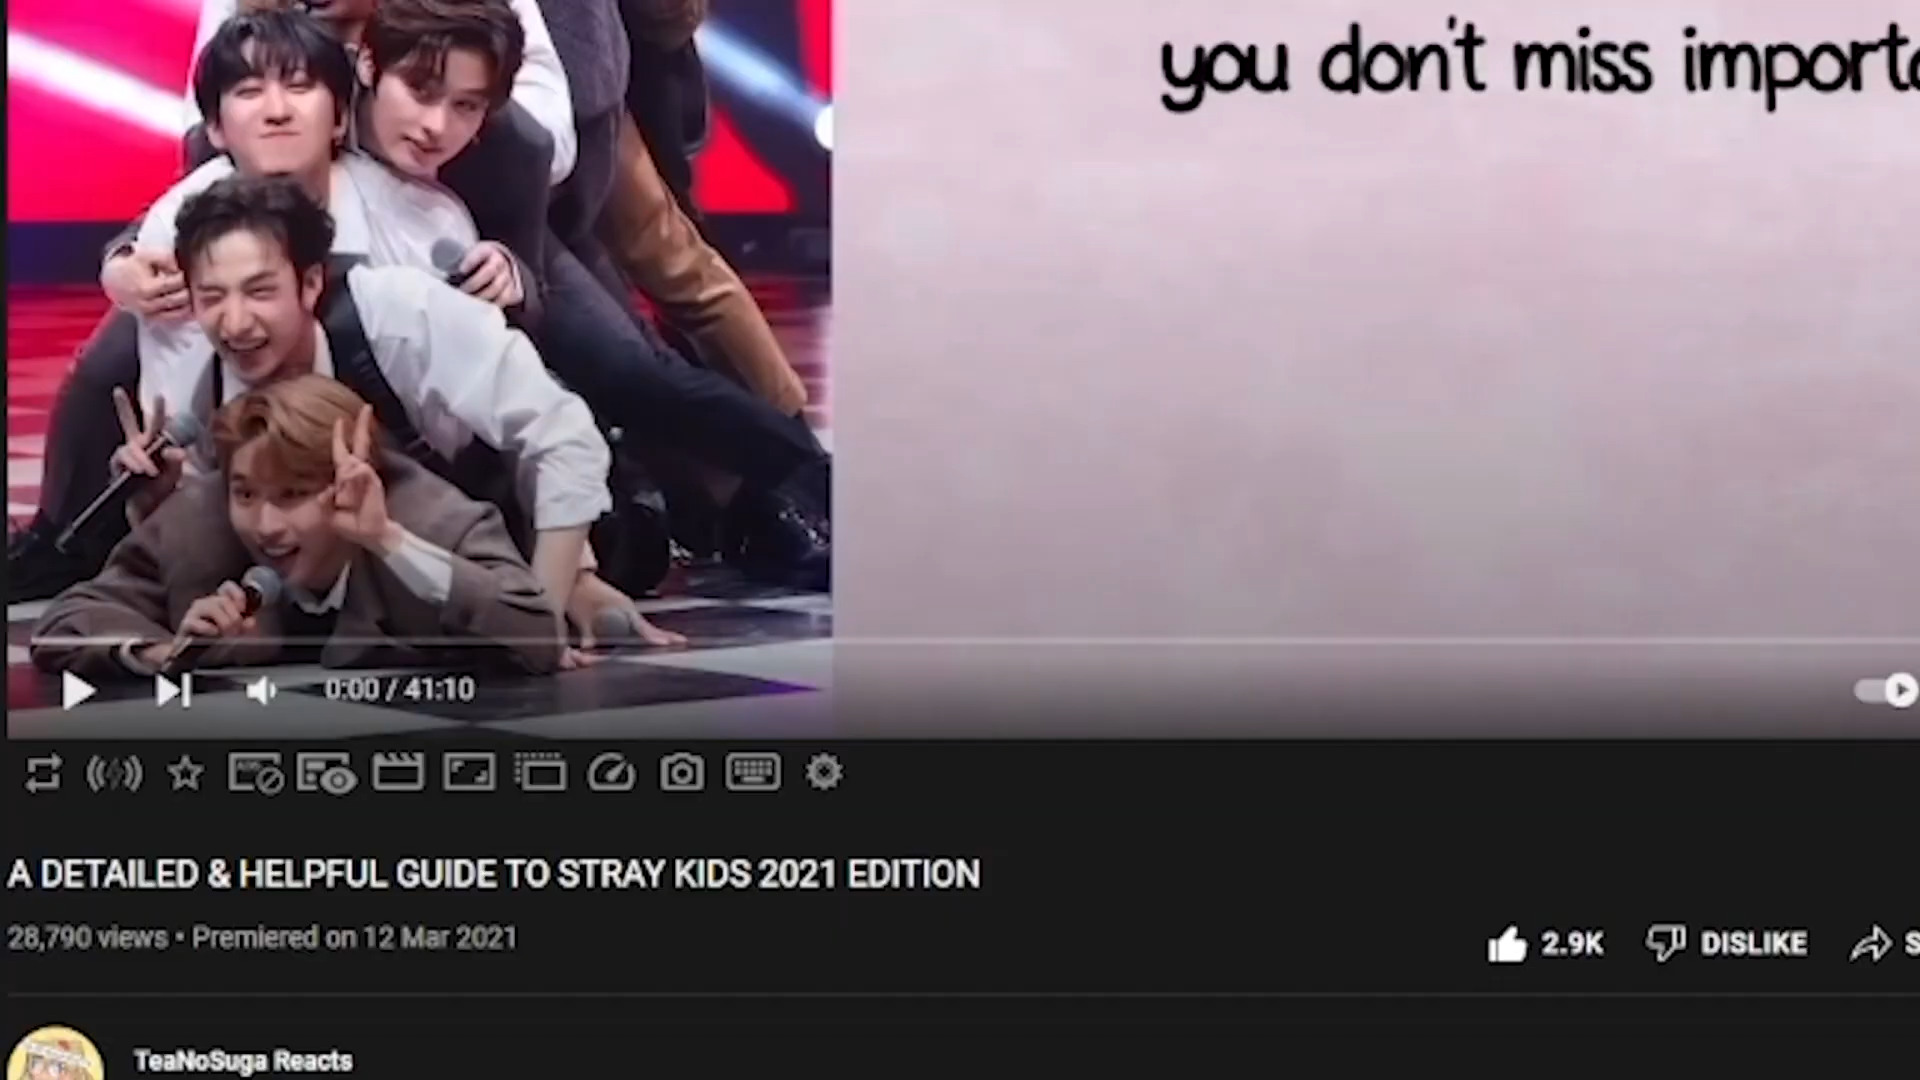 you don't miss importa
0:00 / 41:10
A DETAILED & HELPFUL GUIDE TO STRAY KIDS 2021 EDITION
28,790 views • Premiered on 12 Mar 2021
2.9K DISLIKE S
TeaNoSuga Reacts